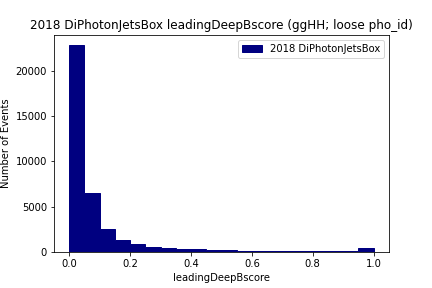 2018 DiPhotonJetsBox leadingDeepBscore (ggHH; loose pho_id)
2018 DiPhotonJetsBox
Number of Events
20000
15000
10000
5000
0
0.0 0.2 0.4 0.6 0.8 1.0
leadingDeepBscore